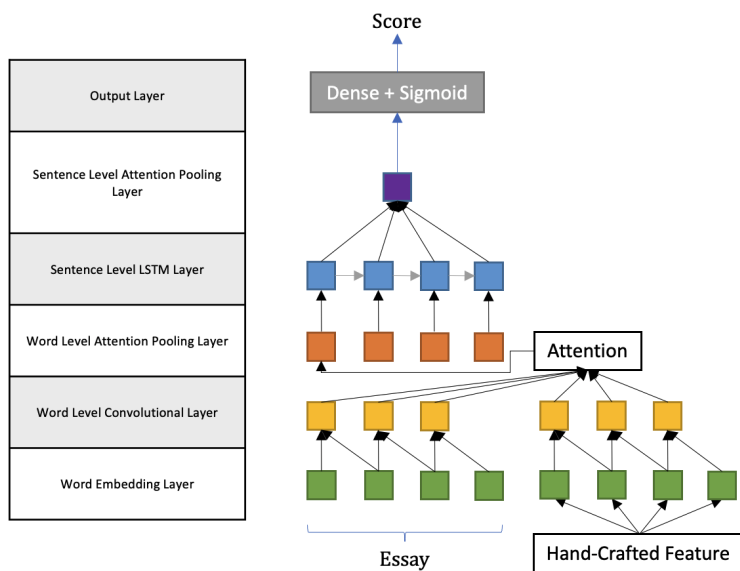 Score
Output Layer
Dense + Sigmoid
Sentence Level Attention Pooling
Layer
Sentence Level LSTM Layer
Word Level Attention Pooling Layer
Attention
Word Level Convolutional Layer
Word Embedding Layer
Essay
Hand-Crafted Feature